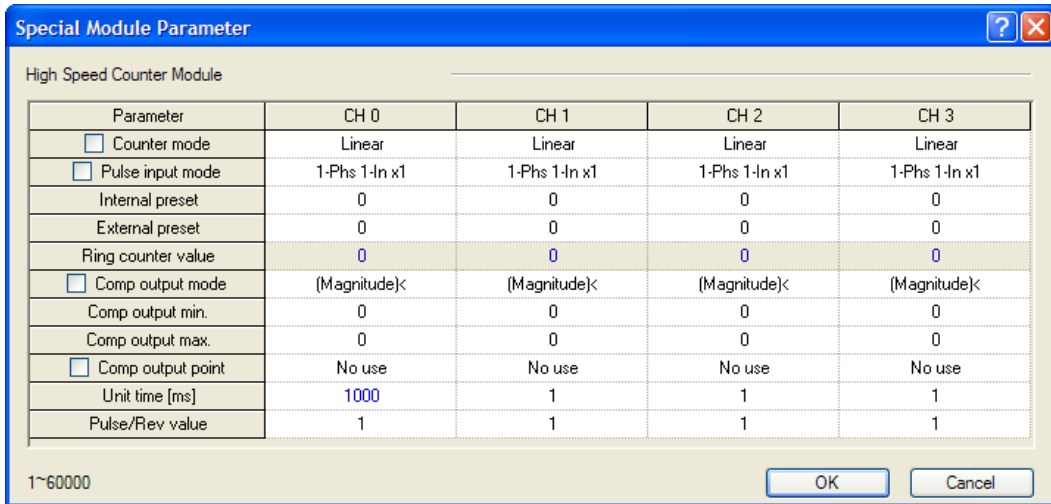 Special Module Parameter
High Speed Counter Module
Parameter CH 0 CH 1 CH 2 CH 3
Counter mode Linear Linear Linear Linear
Pulse input mode 1-Phs 1-In x1 1-Phs 1-In x1 1-Phs 1-In x1 1-Phs 1-In x1
Internal preset 0 0 0 0
External preset 0 0 0 0
Ring counter value 0 0 0 0
Comp output mode (Magnitude)< (Magnitude)< (Magnitude)< (Magnitude)<
Comp output min. 0 0 0 0
Comp output max. 0 0 0 0
Comp output point No use No use No use No use
Unit time [ms] 1000 1 1 1
Pulse/Rev value 1 1 1 1
1~60000 OK Cancel